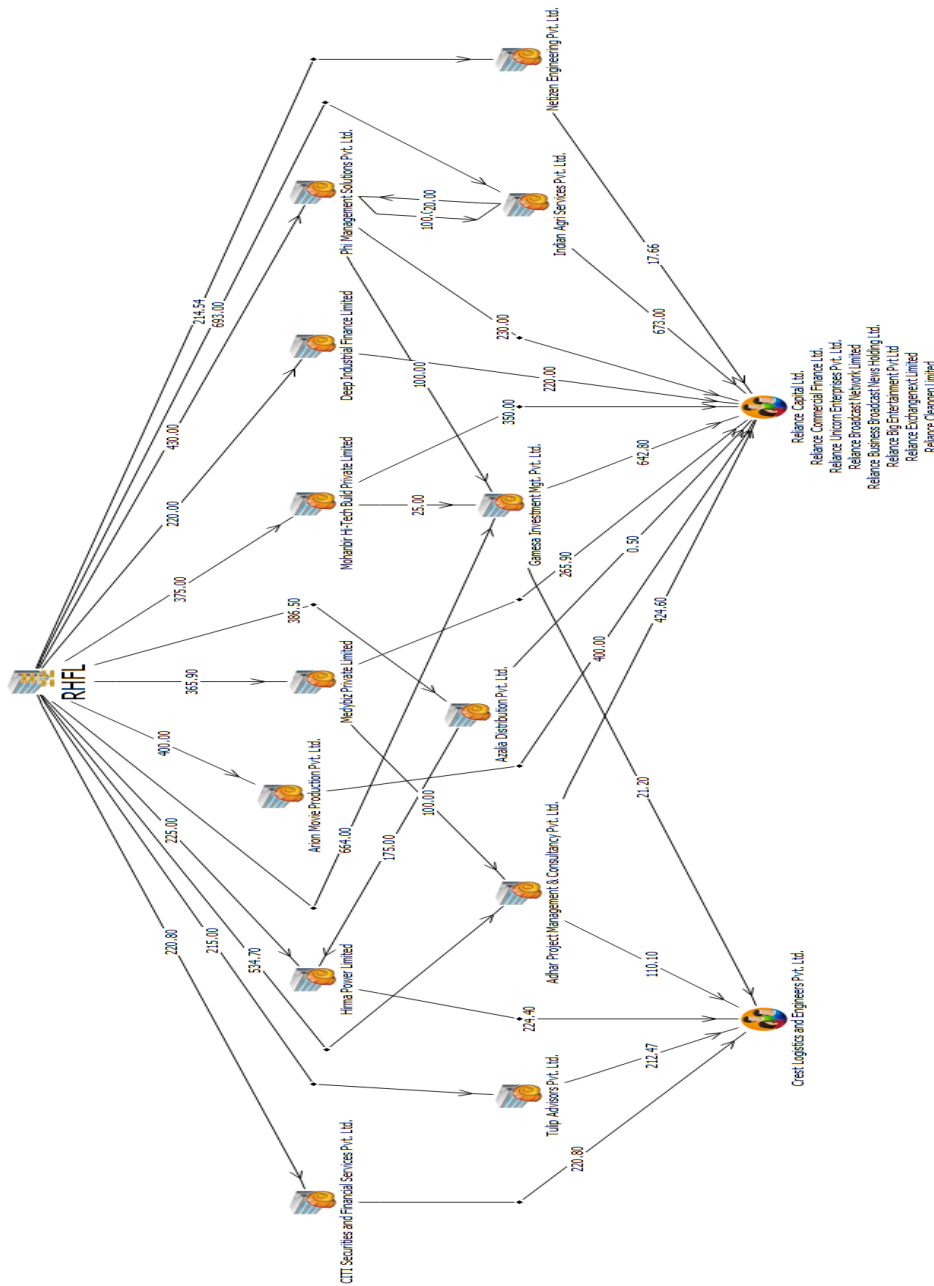 RHFL
220.80
215.00
534.70
225.00
400.00
365.90
386.50
375.00
220.00
430.00
693.00
214.54
CITI Securities and Financial Services Pvt. Ltd.
Hirma Power Limited
Arion Movie Production Pvt. Ltd.
Medybiz Private Limited
Mohanbir Hi-Tech Build Private Limited
Deep Industrial Finance Limited
Phi Management Solutions Pvt. Ltd.
664.00
175.00
100.00
25.00
100.00
20.00
Tulip Advisors Pvt. Ltd.
Adhar Project Management & Consultancy Pvt. Ltd.
Azalia Distribution Pvt. Ltd.
Gamesa Investment Mgt. Pvt. Ltd.
Indian Agri Services Pvt. Ltd.
Netizen Engineering Pvt. Ltd.
220.80
212.47
224.40
110.10
21.20
424.60
400.00
0.50
265.90
642.80
350.00
220.00
230.00
673.00
17.66
Crest Logistics and Engineers Pvt. Ltd.
Reliance Capital Ltd.
Reliance Commercial Finance Ltd.
Reliance Unicorn Enterprises Pvt. Ltd.
Reliance Broadcast Network Limited
Reliance Business Broadcast News Holding Ltd.
Reliance Big Entertainment Pvt Ltd
Reliance Exchangenext Limited
Reliance Cleangen Limited